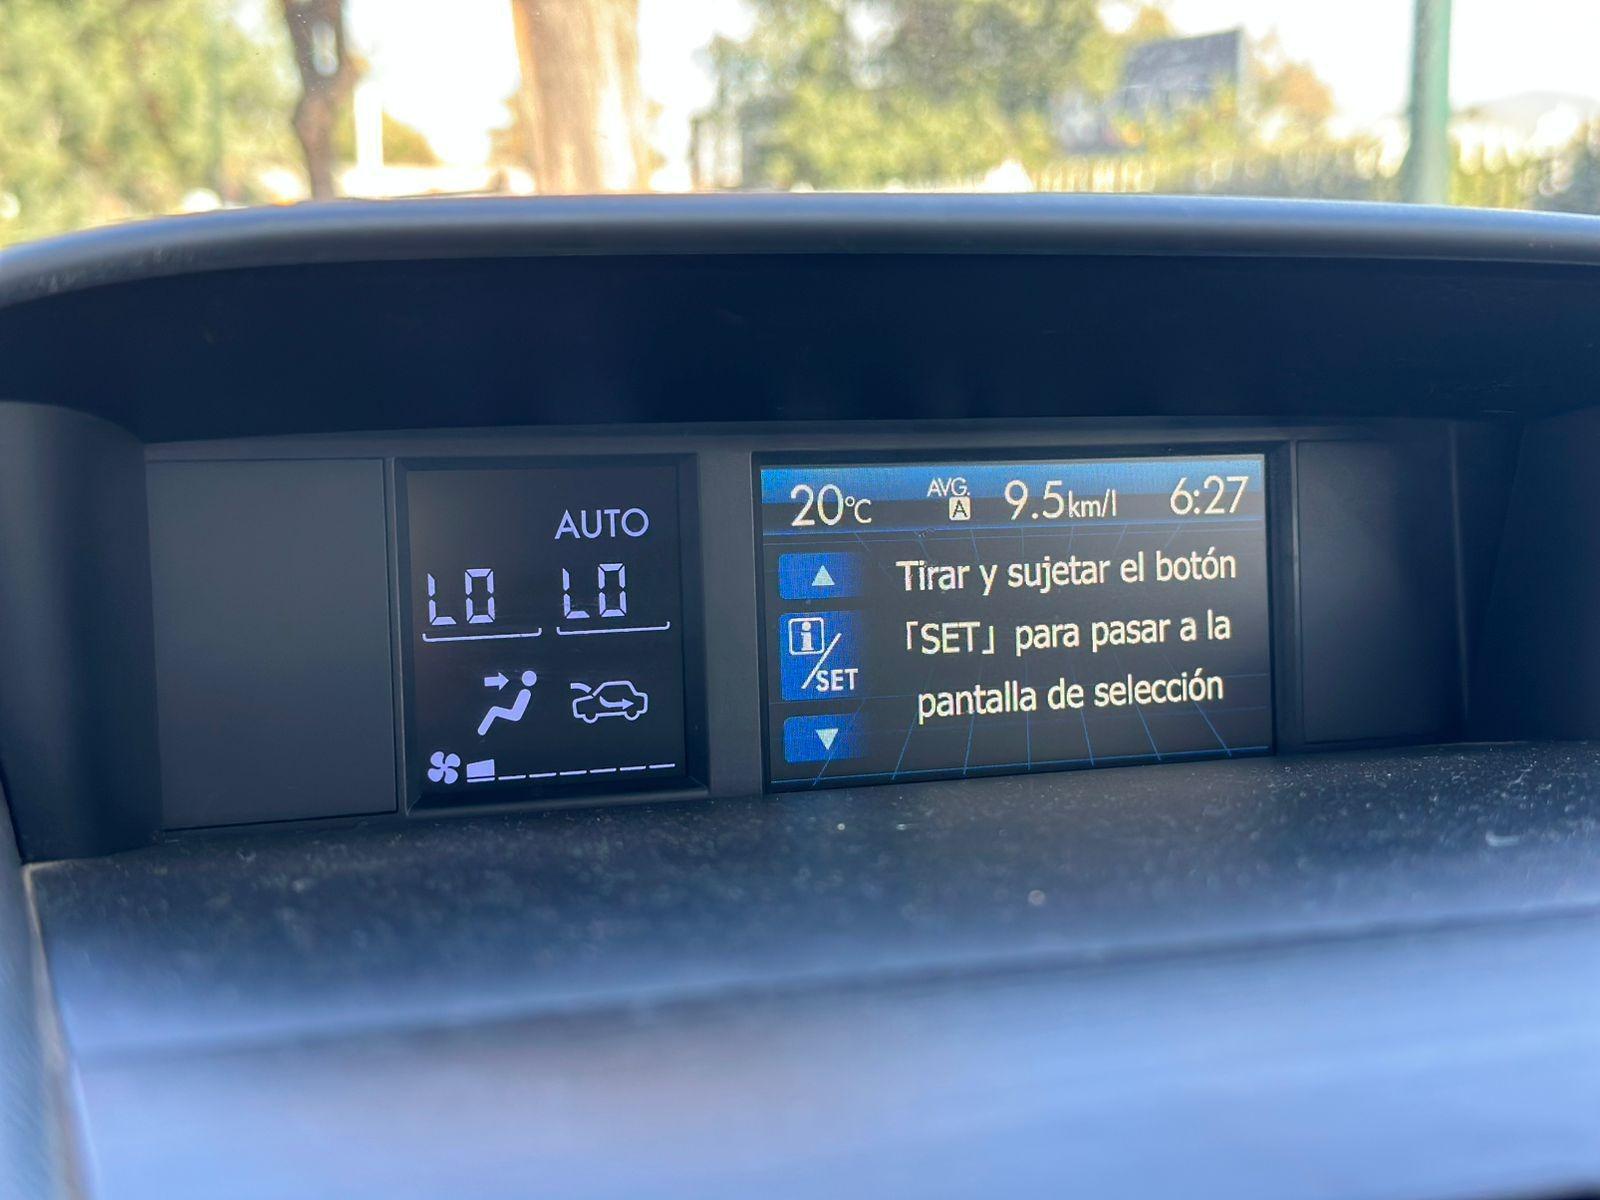 AUTO
LO LO
20°C AVG. A 9.5km/l 6:27
Tirar y sujetar el botón
i/SET 「SET」 para pasar a la
pantalla de selección